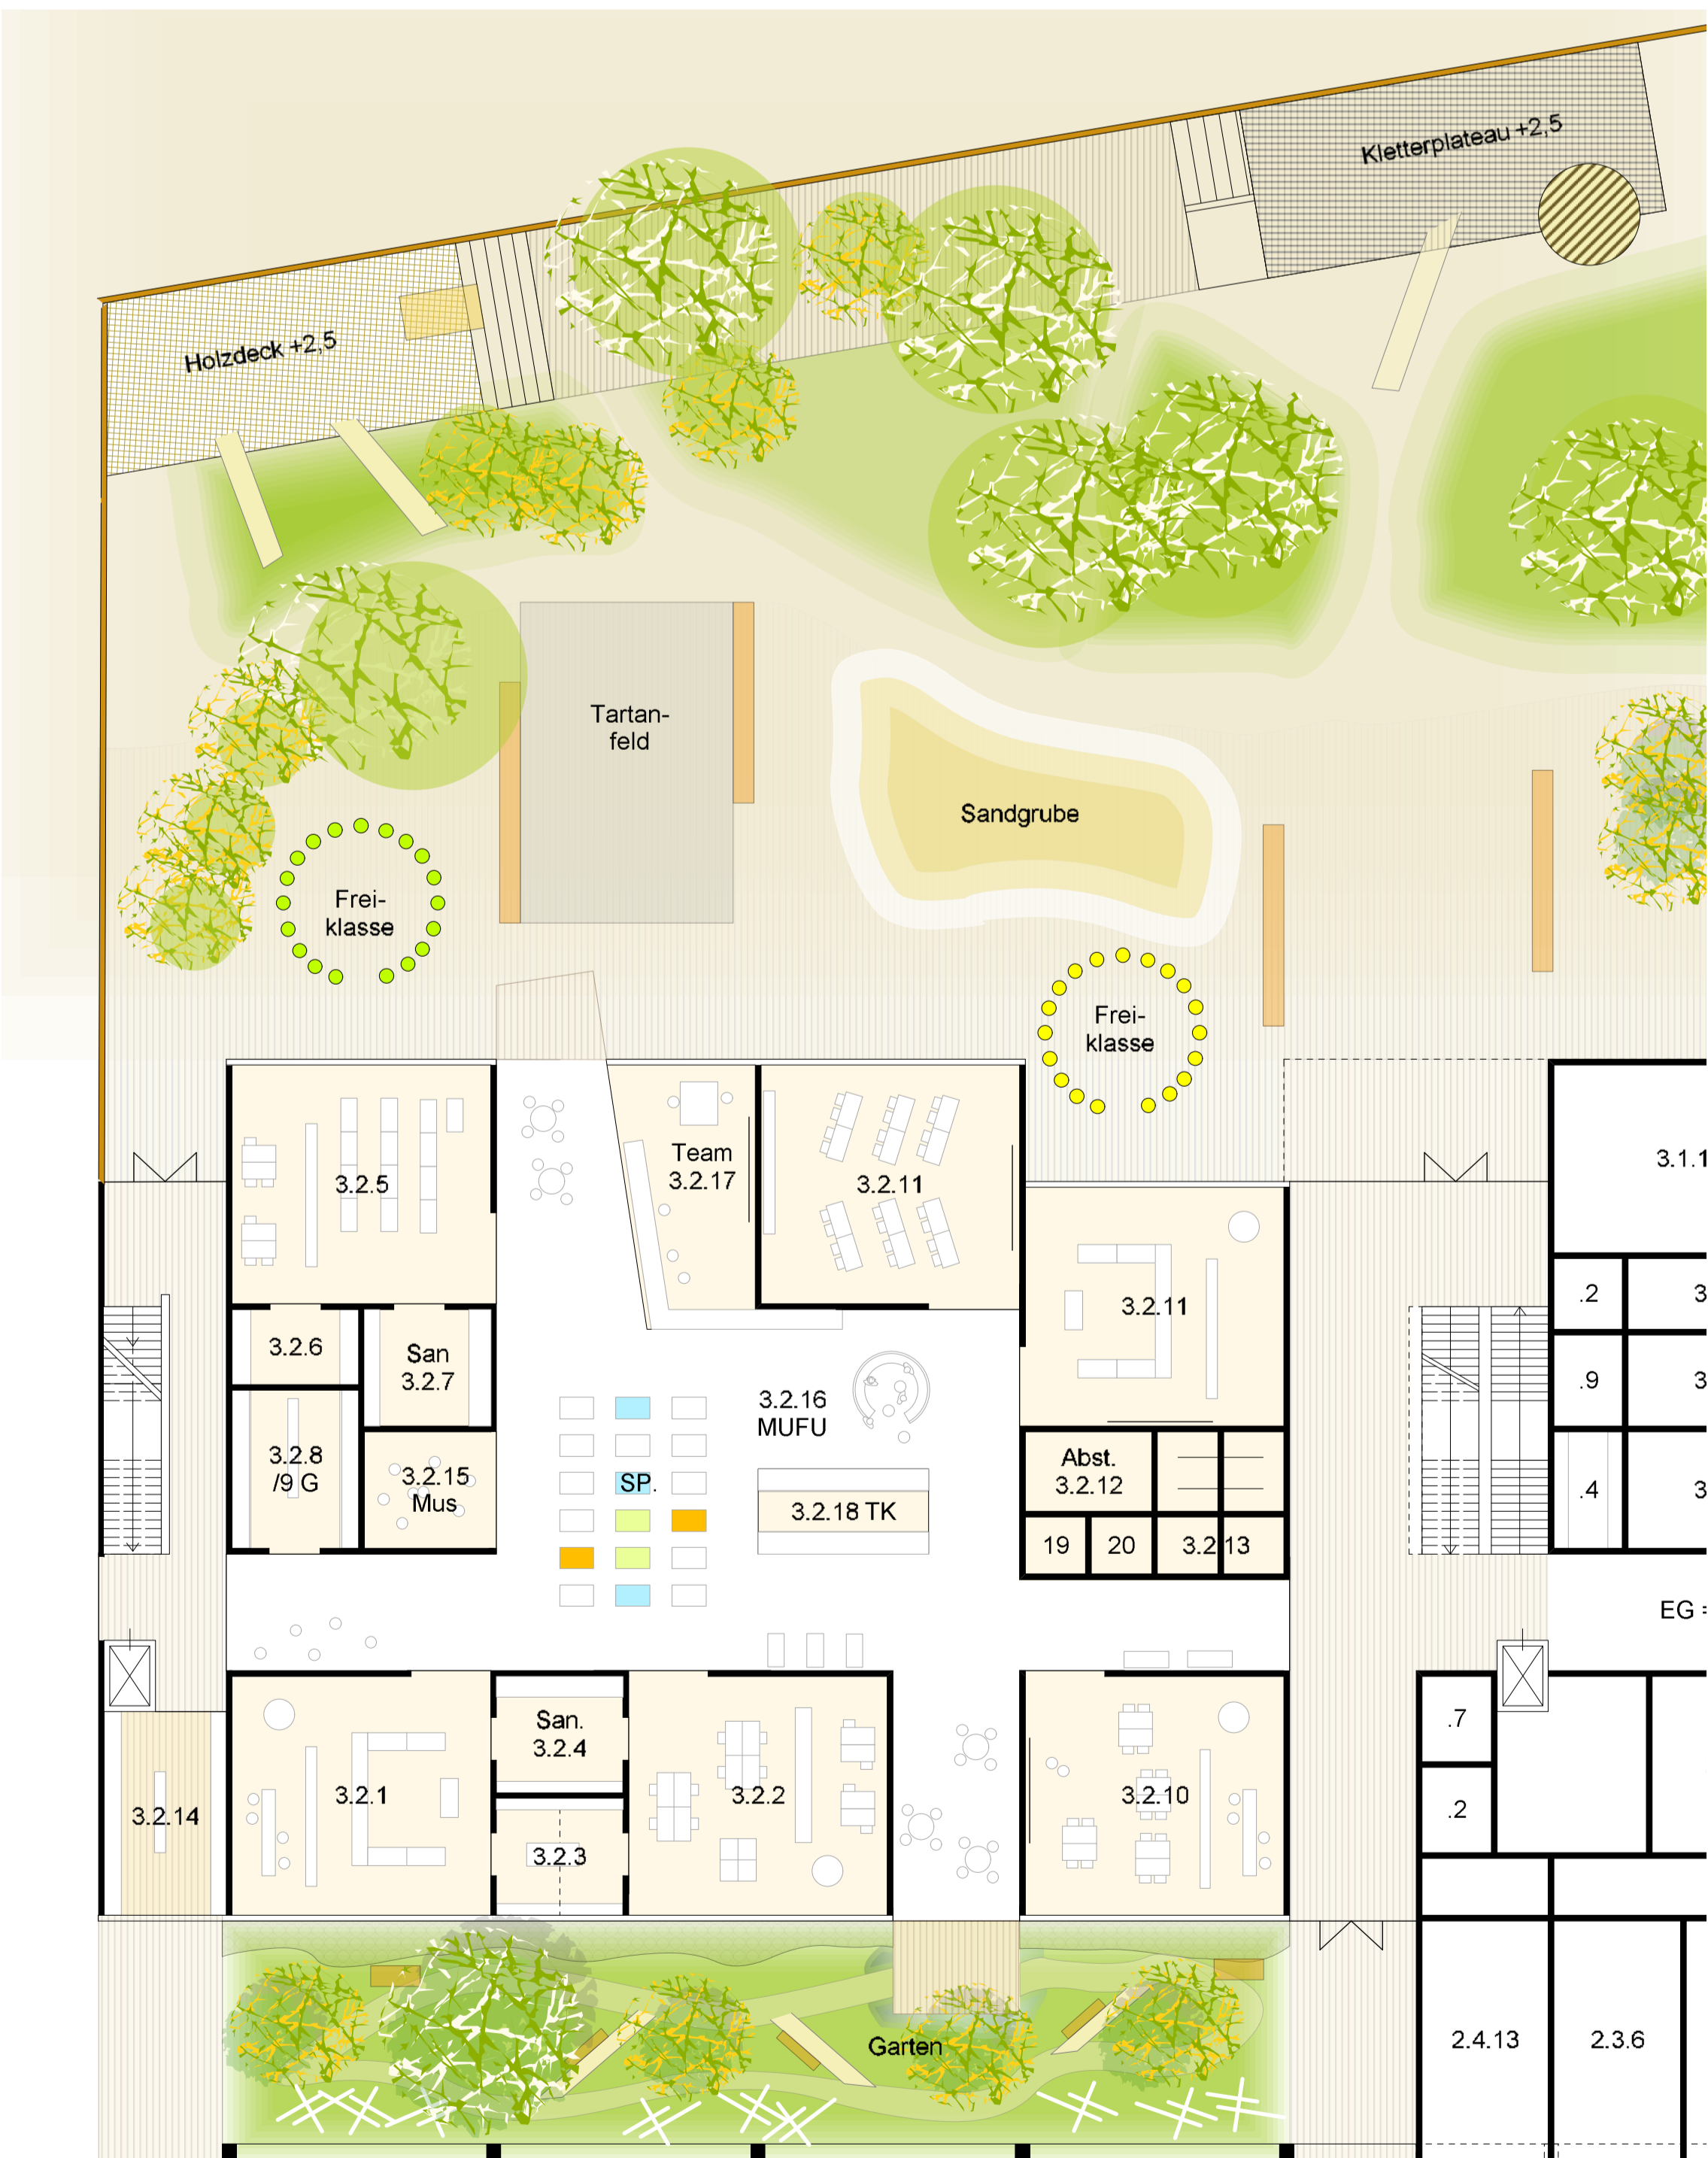 Kletterplateau +2,5
Holzdeck +2,5
Tartan-
feld
Sandgrube
Frei-
klasse
Frei-
klasse
Team
3.2.17
3.2.5
3.2.11
3.1.1
3.2.11
.2
3
3.2.6
San
3.2.7
.9
3
3.2.16
MUFU
3.2.8
/9 G
3.2.15
Mus
SP.
3.2.18 TK
Abst.
3.2.12
.4
3
19
20
3.2.13
EG =
San.
3.2.4
.7
3.2.1
3.2.2
3.2.10
3.2.14
.2
3.2.3
Garten
2.4.13
2.3.6